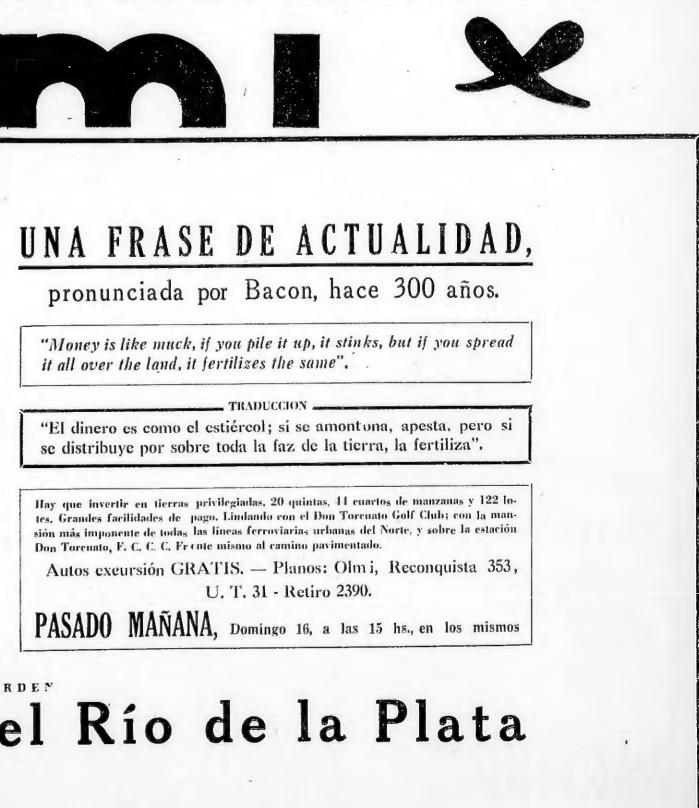 mi
UNA FRASE DE ACTUALIDAD,
pronunciada por Bacon, hace 300 años.
"Money is like muck, if you pile it up, it stinks, but if you spread
it all over the land, it fertilizes the same".
TRADUCCION
"El dinero es como el estiércol; si se amontona, apesta, pero si
se distribuye por sobre toda la faz de la tierra, la fertiliza".
Hay que invertir en tierras privilegiadas. 20 quintas, 44 cuartos de manzanas y 122 lo-
tes. Grandes facilidades de pago. Lindando con el Don Torcuato Golf Club; con la man-
sión más imponente de todas las líneas ferroviarias urbanas del Norte, y sobre la estación
Don Torcuato, F. C. C. C. Frente mismo al camino pavimentado.
Autos excursión GRATIS. — Planos: Olmi, Reconquista 353,
U. T. 31 - Retiro 2390.
PASADO MAÑANA, Domingo 16, a las 15 hs., en los mismos
RDEN
el Río de la Plata